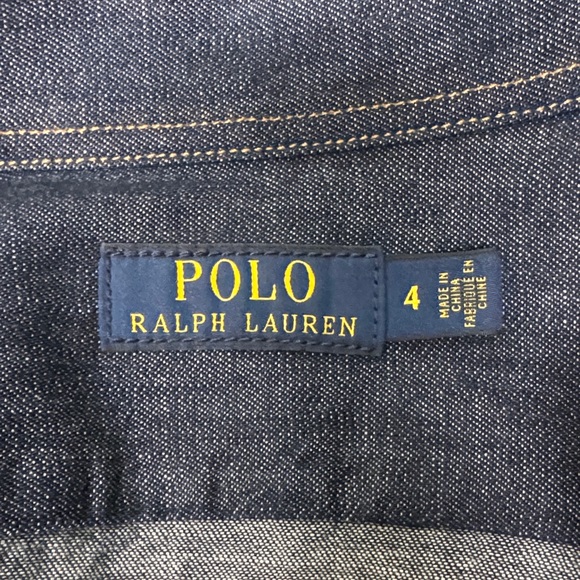 POLO
RALPH LAUREN
4
MADE IN
CHINA
FABRIQUÉ EN
CHINE